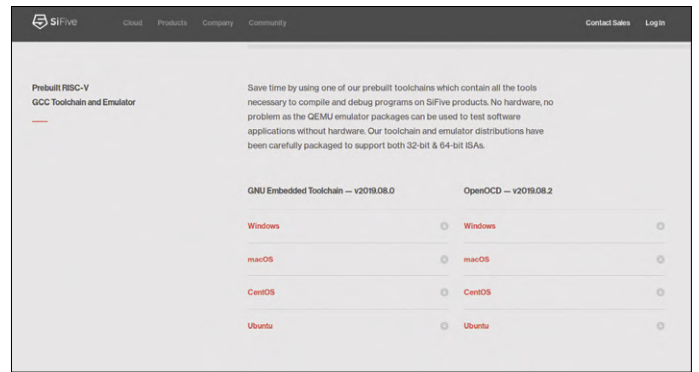 SiFive
Cloud Products Company Community
Contact Sales Log In
Prebuilt RISC-V
GCC Toolchain and Emulator
Save time by using one of our prebuilt toolchains which contain all the tools
necessary to compile and debug programs on SiFive products. No hardware, no
problem as the QEMU emulator packages can be used to test software
applications without hardware. Our toolchain and emulator distributions have
been carefully packaged to support both 32-bit & 64-bit ISAs.
GNU Embedded Toolchain — v2019.08.0
Windows
macOS
CentOS
Ubuntu
OpenOCD — v2019.08.2
Windows
macOS
CentOS
Ubuntu